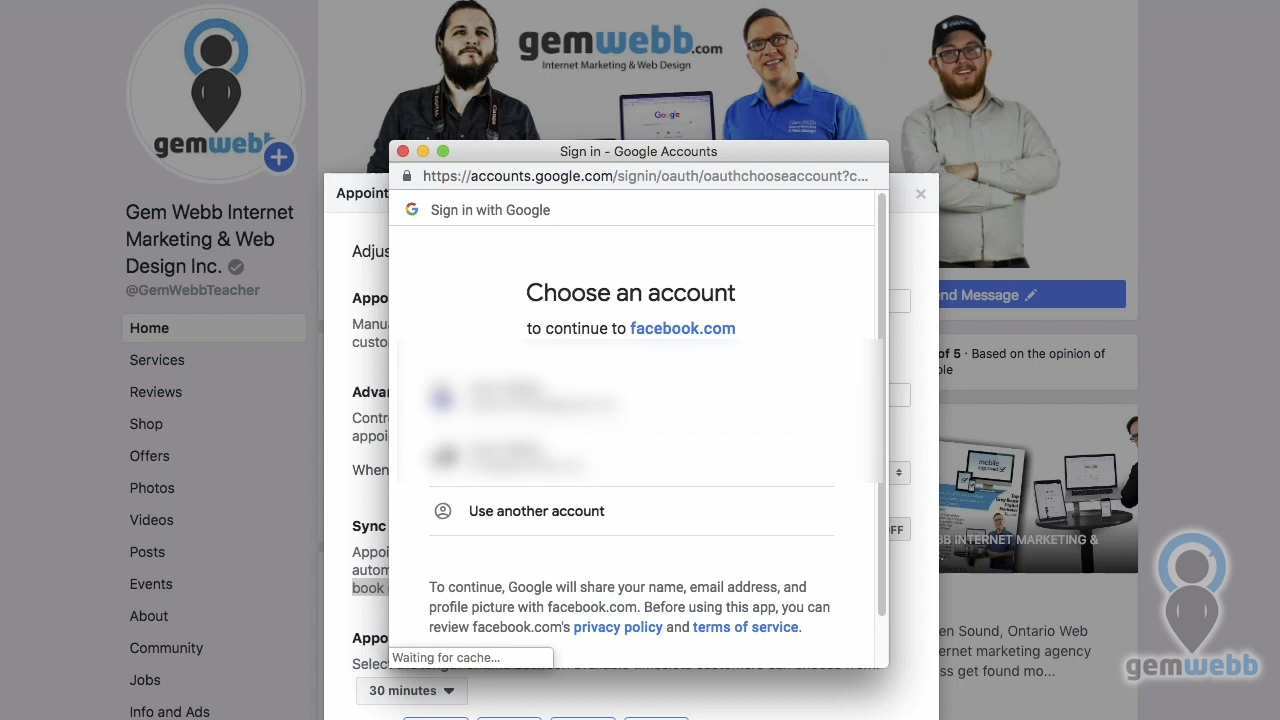 gemwebb.com
Internet Marketing & Web Design
Google
gemwebb
Gem Webb Internet
Marketing & Web
Design Inc.
@GemWebbTeacher
Home
Services
Reviews
Shop
Offers
Photos
Videos
Posts
Events
About
Community
Jobs
Info and Ads
Sign in - Google Accounts
https://accounts.google.com/signin/oauth/oauthchooseaccount?c...
Sign in with Google
Choose an account
to continue to facebook.com
Use another account
To continue, Google will share your name, email address, and
profile picture with facebook.com. Before using this app, you can
review facebook.com's privacy policy and terms of service.
Waiting for cache...
Appoint
Adjus
Appo
Manua
custo
Advan
Contr
appoi
When
Sync
Appoi
autom
book
Appo
Selec
30 minutes
nd Message
of 5 · Based on the opinion of
ple
FF
mobile
approved
BB INTERNET MARKETING &
en Sound, Ontario Web
ernet marketing agency
ss get found mo...
gemwebb